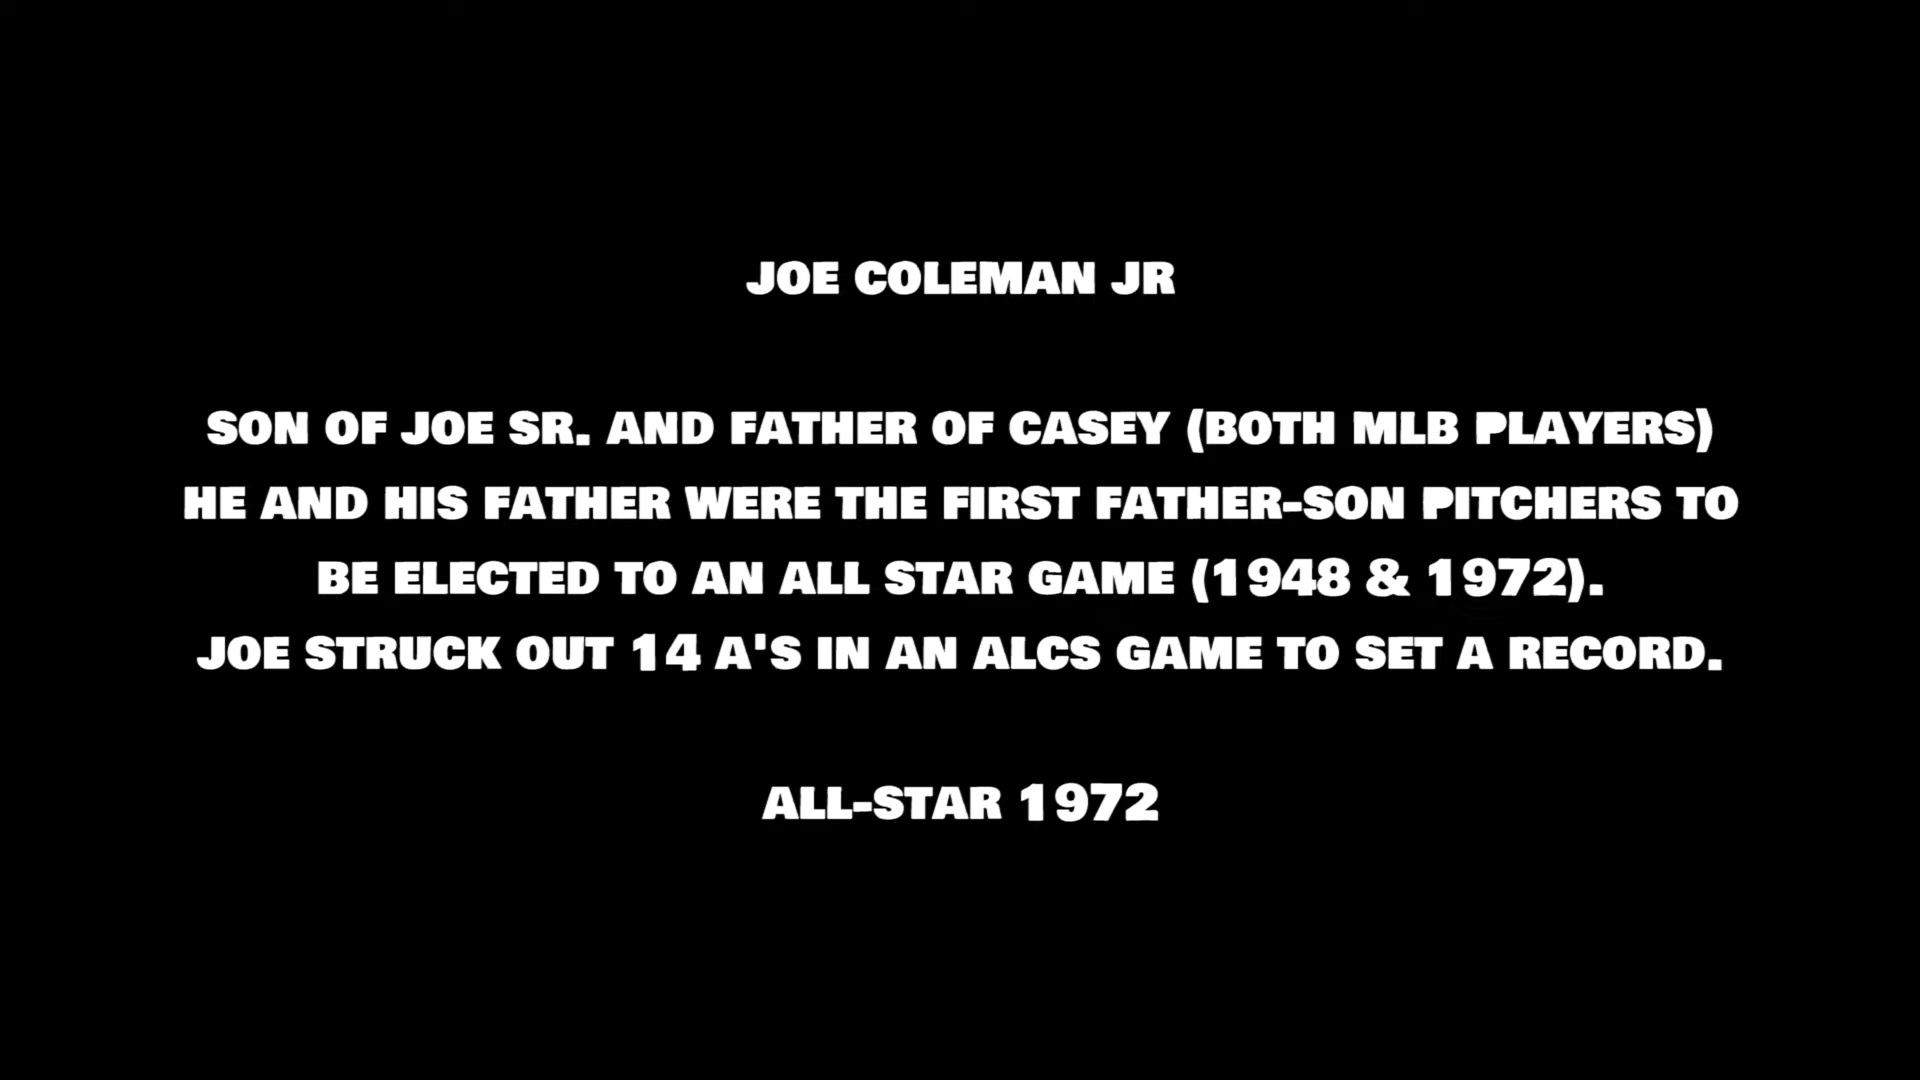 JOE COLEMAN JR
SON OF JOE SR. AND FATHER OF CASEY (BOTH MLB PLAYERS)
HE AND HIS FATHER WERE THE FIRST FATHER-SON PITCHERS TO
BE ELECTED TO AN ALL STAR GAME (1948 & 1972).
JOE STRUCK OUT 14 A'S IN AN ALCS GAME TO SET A RECORD.
ALL-STAR 1972